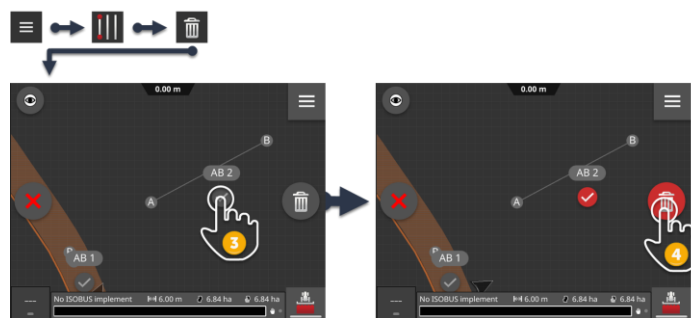 0.00 m
B
AB 2
A
3
AB 1
No ISOBUS implement 6.00 m 6.84 ha 6.84 ha
---
0.00 m
B
AB 2
A
4
B
AB 1
No ISOBUS implement 6.00 m 6.84 ha 6.84 ha
---